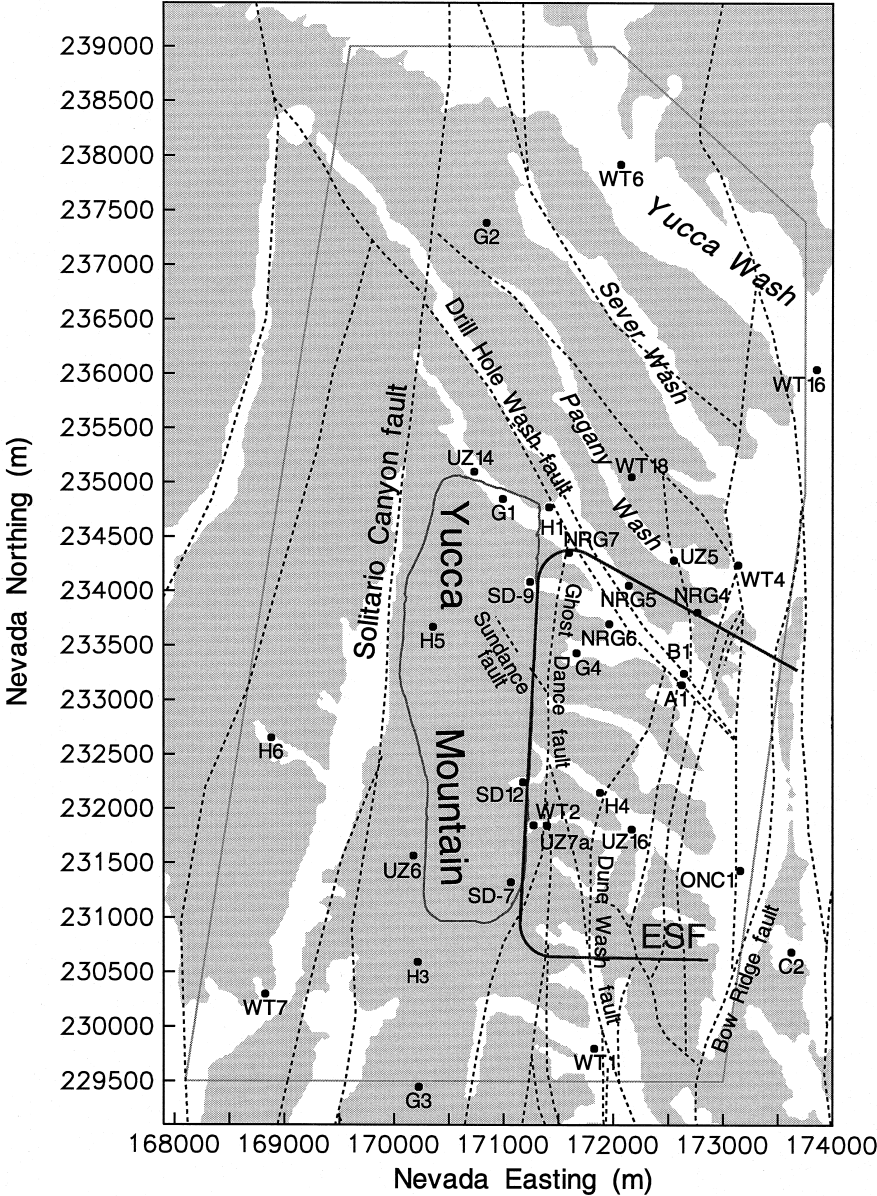 239000
238500
238000
237500
237000
236500
236000
235500
235000
234500
234000
233500
233000
232500
232000
231500
231000
230500
230000
229500
Nevada Northing (m)
168000 169000 170000 171000 172000 173000 174000
Nevada Easting (m)
WT6
Yucca Wash
G2
Sever Wash
Drill Hole Wash fault
WT16
Pagany Wash
Solitario Canyon fault
UZ14
WT18
G1
H1
NRG7
UZ5
WT4
Yucca Mountain
SD-9
Ghost Dance fault
NRG5
NRG4
Sundance fault
H5
NRG6
G4
B1
A1
H6
SD12
H4
WT2
UZ7a
UZ16
UZ6
SD-7
Dune Wash fault
ONC1
ESF
Bow Ridge fault
C2
H3
WT7
WT1
G3